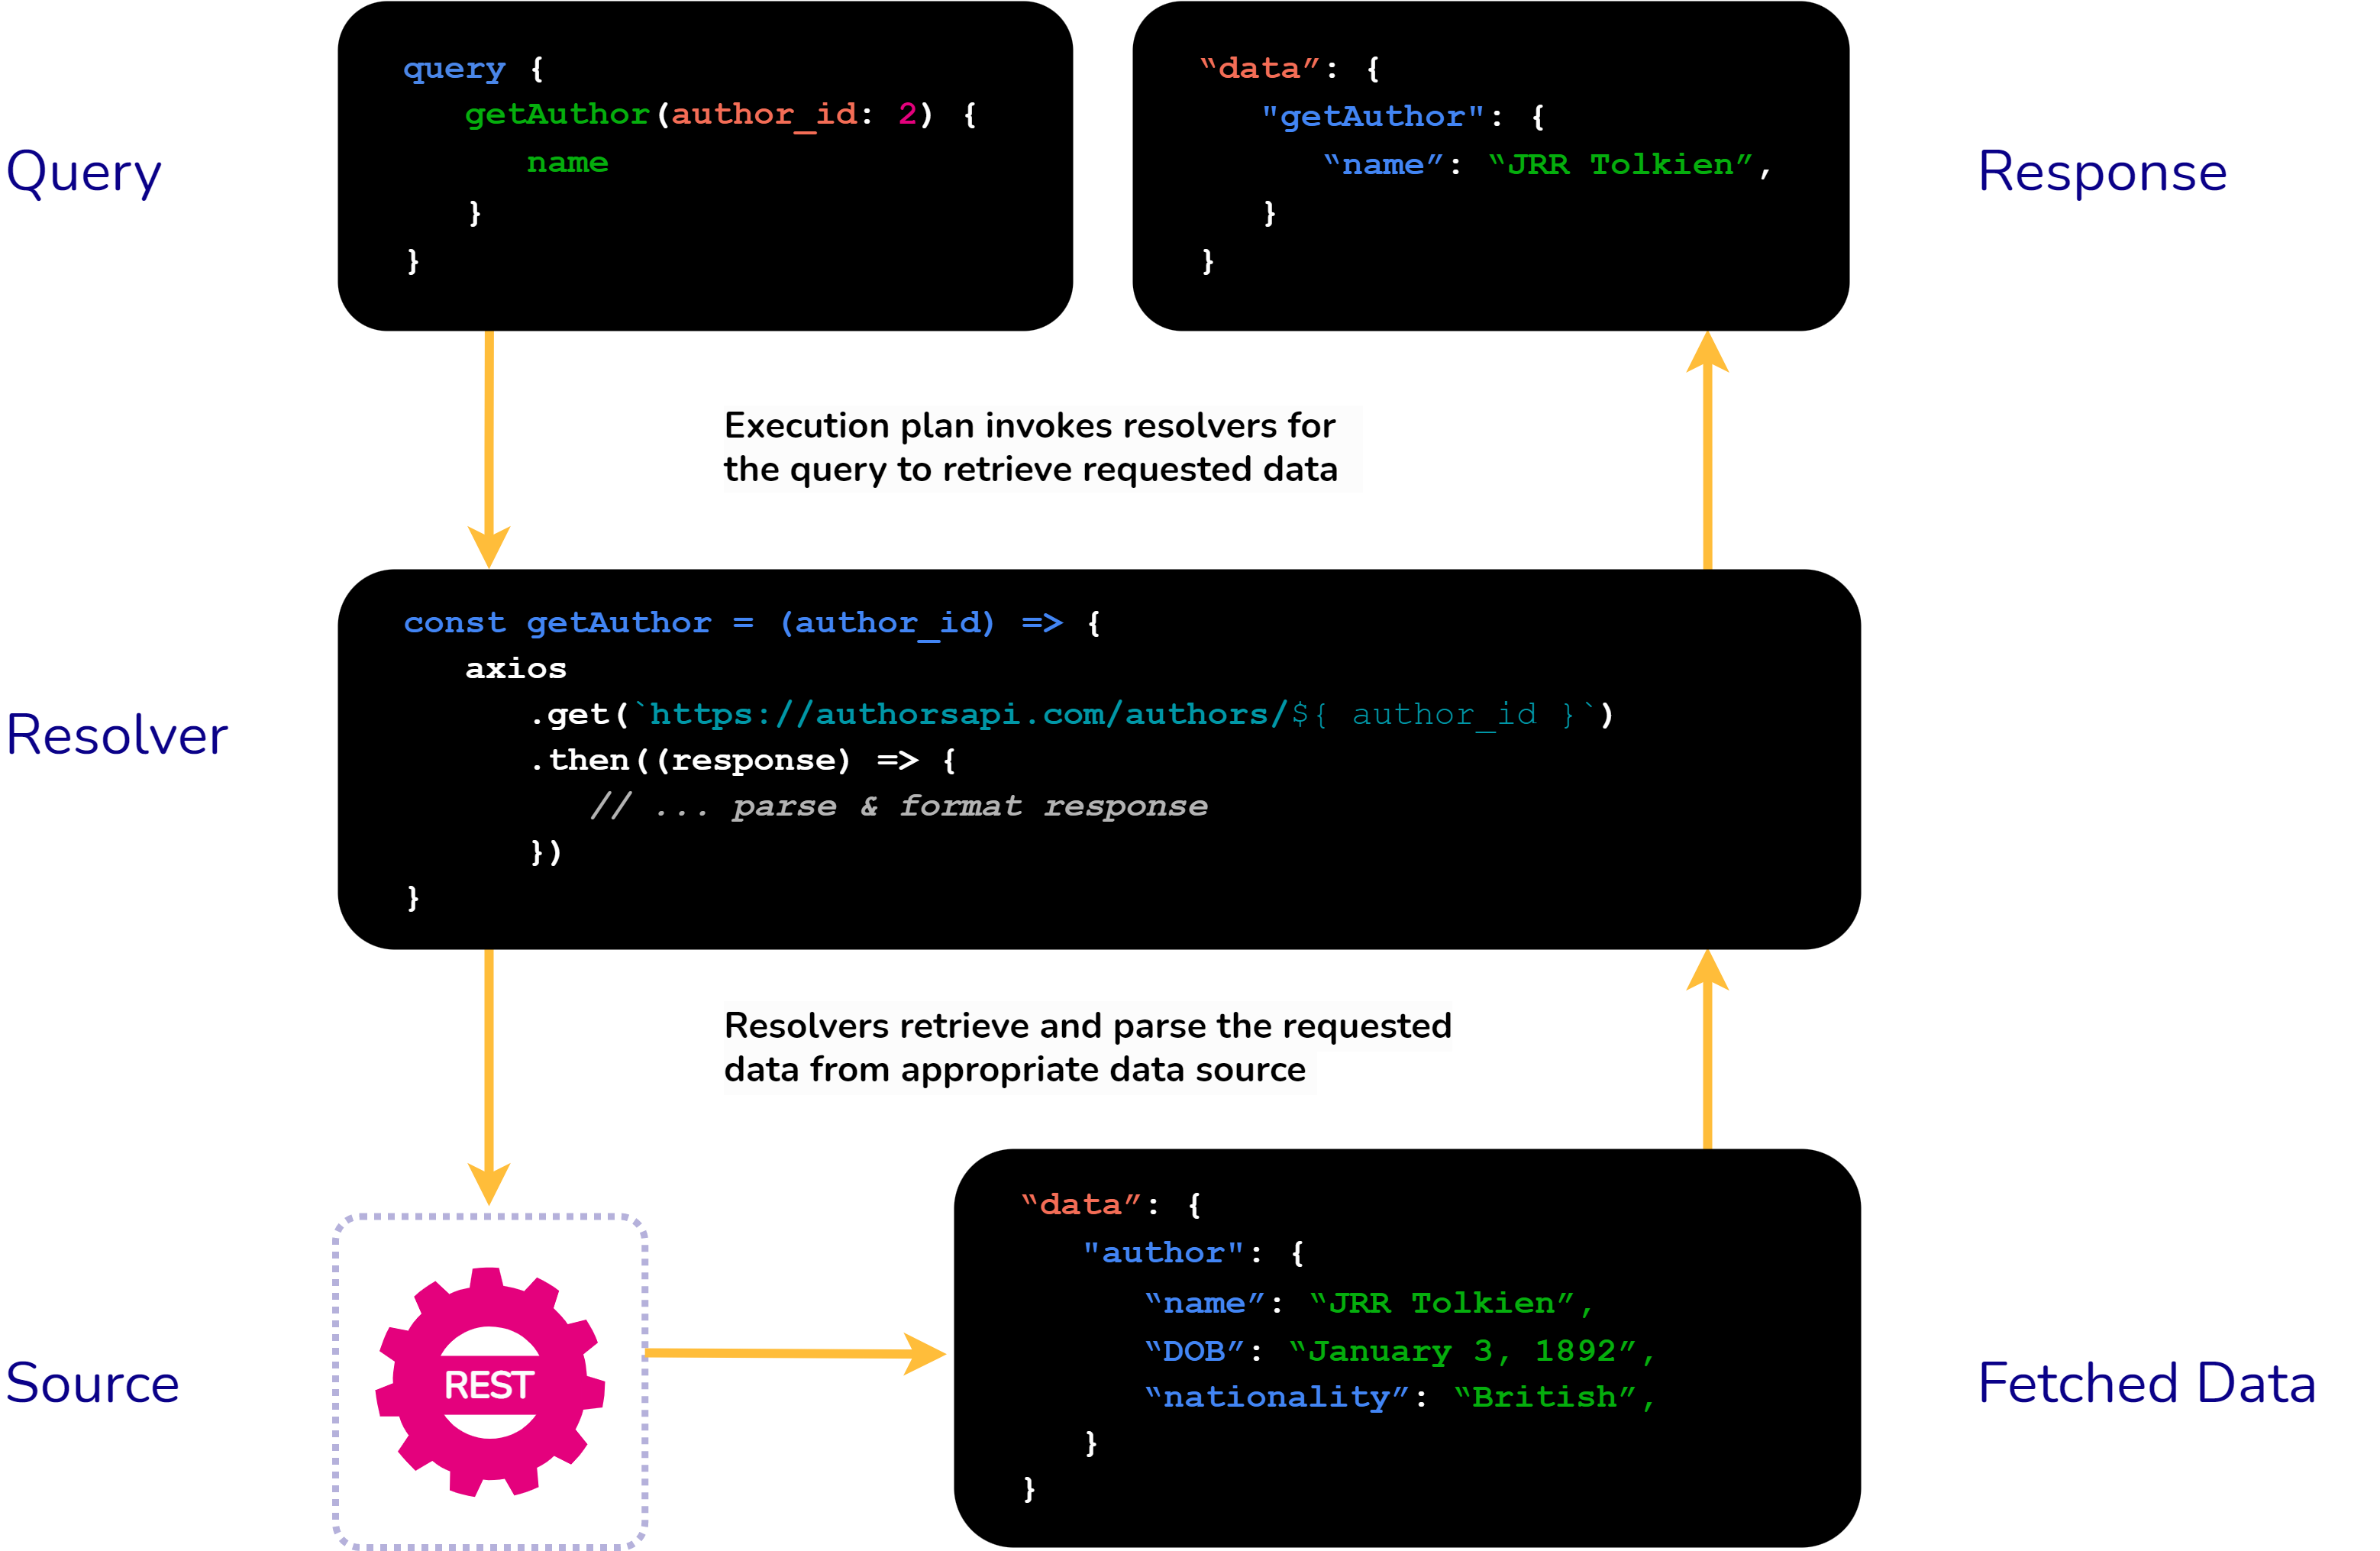 Query
query {
getAuthor(author_id: 2) {
name
}
}
“data”: {
"getAuthor": {
“name”: “JRR Tolkien”,
}
}
Response
Execution plan invokes resolvers for
the query to retrieve requested data
Resolver
const getAuthor = (author_id) => {
axios
.get(`https://authorsapi.com/authors/${ author_id }`)
.then((response) => {
// ... parse & format response
})
}
Resolvers retrieve and parse the requested
data from appropriate data source
Source
REST
“data”: {
"author": {
“name”: “JRR Tolkien”,
“DOB”: “January 3, 1892”,
“nationality”: “British”,
}
}
Fetched Data